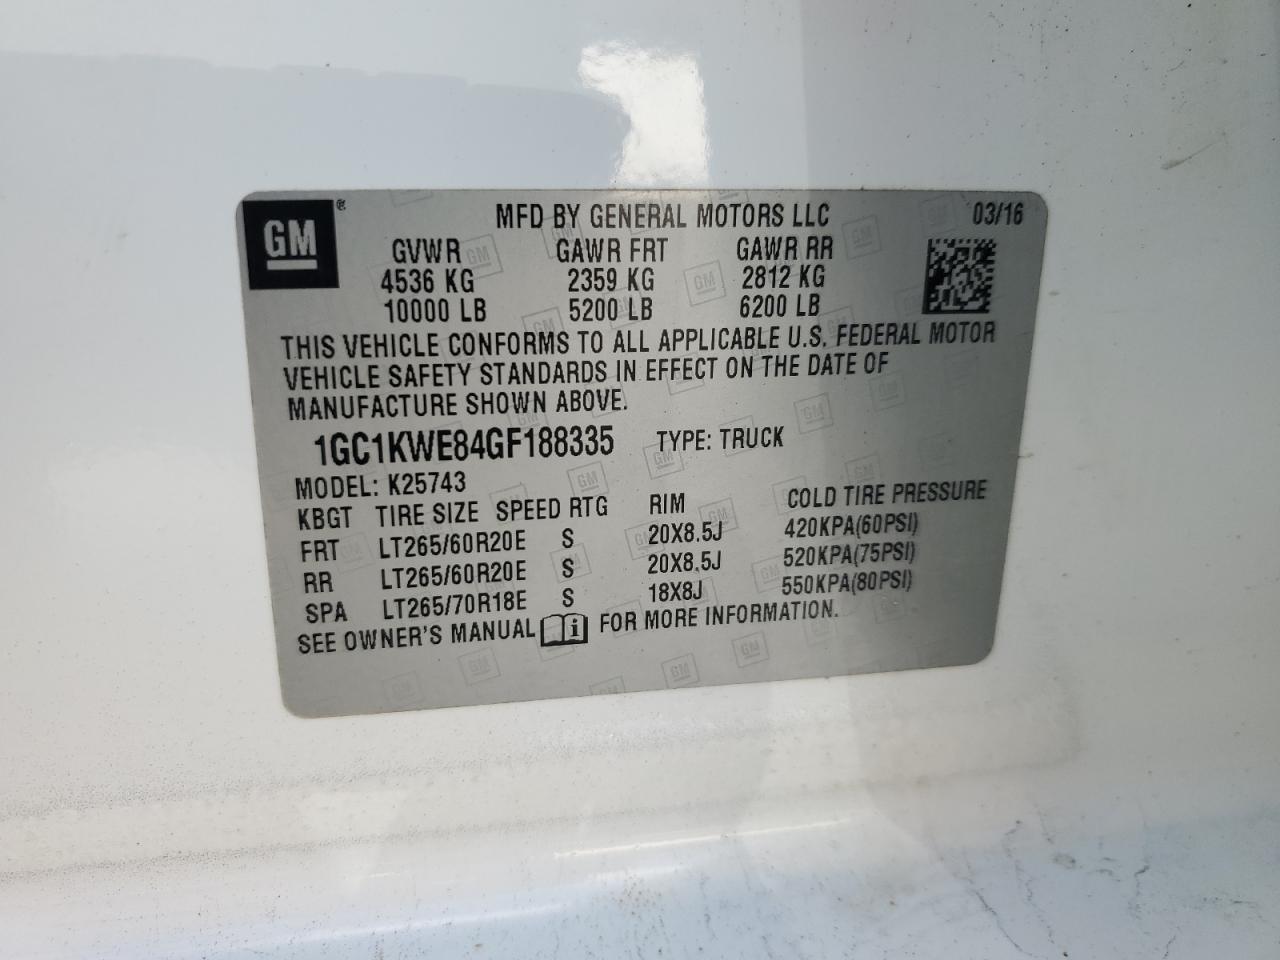 GM®
MFD BY GENERAL MOTORS LLC 03/16
GVWR GAWR FRT GAWR RR
4536 KG 2359 KG 2812 KG
10000 LB 5200 LB 6200 LB
THIS VEHICLE CONFORMS TO ALL APPLICABLE U.S. FEDERAL MOTOR
VEHICLE SAFETY STANDARDS IN EFFECT ON THE DATE OF
MANUFACTURE SHOWN ABOVE.
1GC1KWE84GF188335 TYPE: TRUCK
MODEL: K25743
KBGT TIRE SIZE SPEED RTG RIM COLD TIRE PRESSURE
FRT LT265/60R20E S 20X8.5J 420KPA(60PSI)
RR LT265/60R20E S 20X8.5J 520KPA(75PSI)
SPA LT265/70R18E S 18X8J 550KPA(80PSI)
SEE OWNER'S MANUAL i FOR MORE INFORMATION.